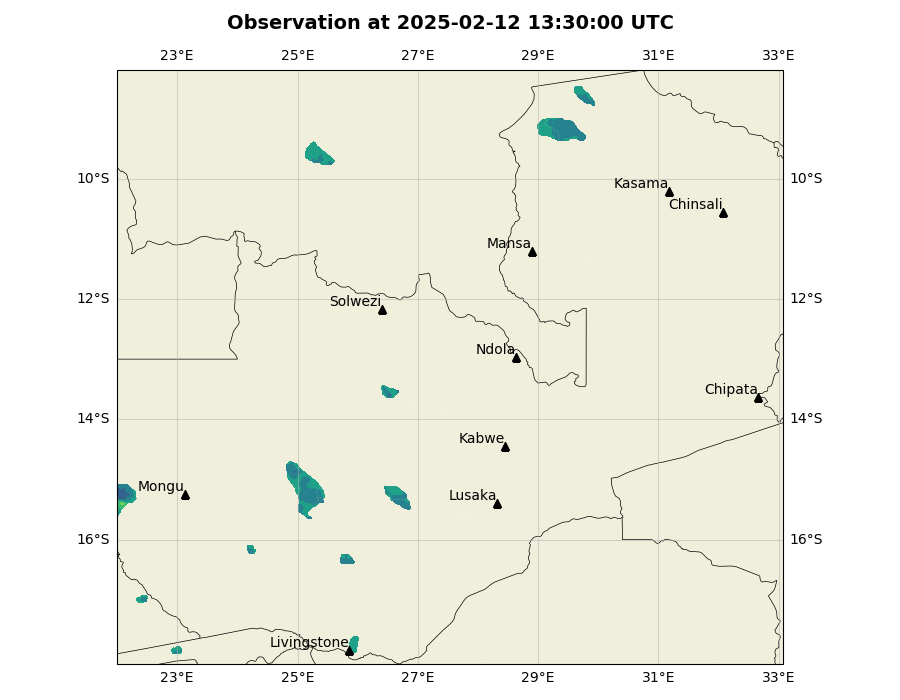 Observation at 2025-02-12 13:30:00 UTC
23°E 25°E 27°E 29°E 31°E 33°E
10°S 10°S
Kasama
Chinsali
Mansa
12°S 12°S
Solwezi
Ndola
Chipata
14°S 14°S
Kabwe
Mongu
Lusaka
16°S 16°S
Livingstone
23°E 25°E 27°E 29°E 31°E 33°E